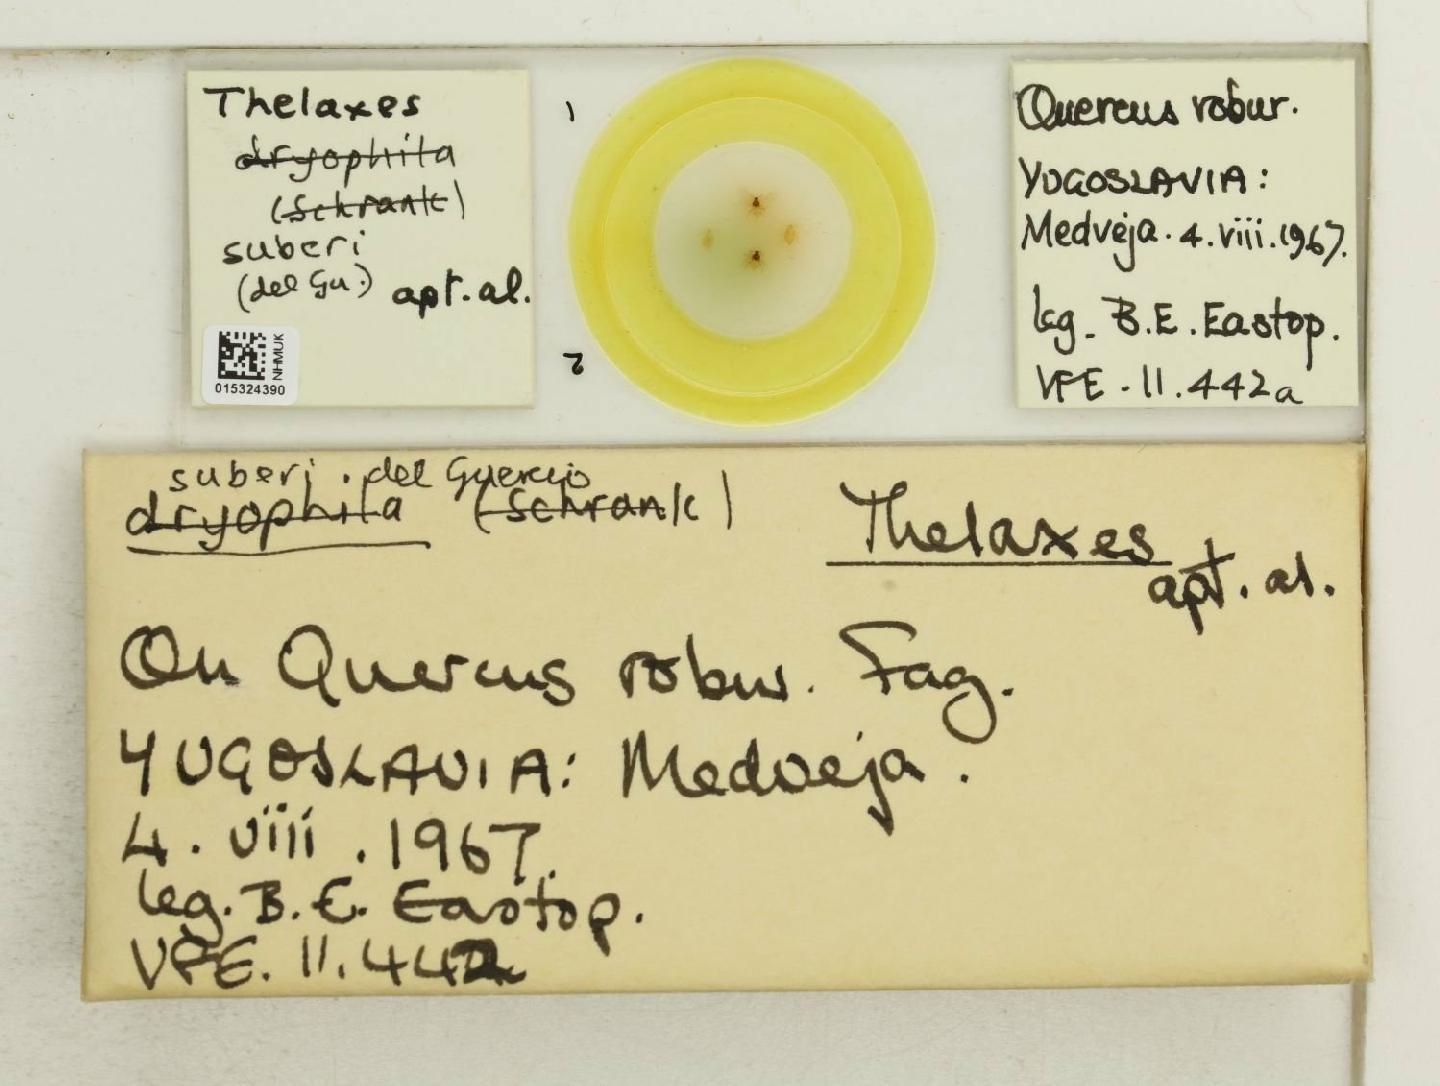 Thelaxes
dryophila
(Schrank)
suberi
(del Gu.) apt. al.
NHMUK
015324390
1
2
Quercus robur.
YUGOSLAVIA:
Medveja. 4.viii.1967.
leg. B.E. Eastop.
VFE. 11.442a
suberi. del Guercio
dryophila (Schrank)
Thelaxes
apt. al.
On Quercus robur. Fag.
YUGOSLAVIA: Medveja.
4. viii. 1967.
leg. B. E. Eastop.
VFE. 11. 442